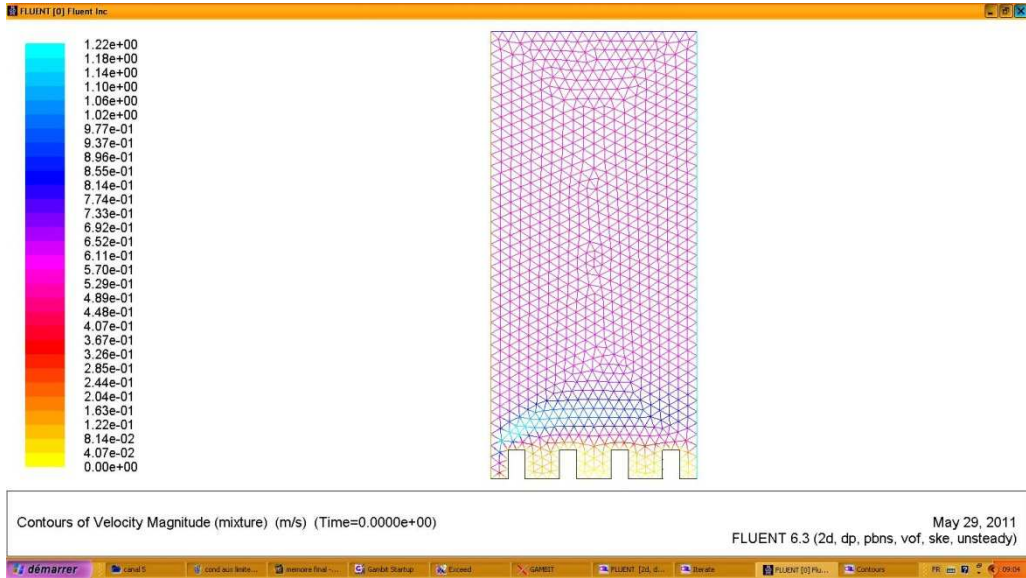 FLUENT [0] Fluent Inc
1.22e+00
1.18e+00
1.14e+00
1.10e+00
1.06e+00
1.02e+00
9.77e-01
9.37e-01
8.96e-01
8.55e-01
8.14e-01
7.74e-01
7.33e-01
6.92e-01
6.52e-01
6.11e-01
5.70e-01
5.29e-01
4.89e-01
4.48e-01
4.07e-01
3.67e-01
3.26e-01
2.85e-01
2.44e-01
2.04e-01
1.63e-01
1.22e-01
8.14e-02
4.07e-02
0.00e+00
Contours of Velocity Magnitude (mixture) (m/s) (Time=0.0000e+00)
May 29, 2011
FLUENT 6.3 (2d, dp, pbns, vof, ske, unsteady)
démarrer canal 5 cond aus limite... memoire final -... Gambit Startup Exceed GAMBIT FLUENT [2d, d... Iterate FLUENT [0] Flu... Contours FR 09:04